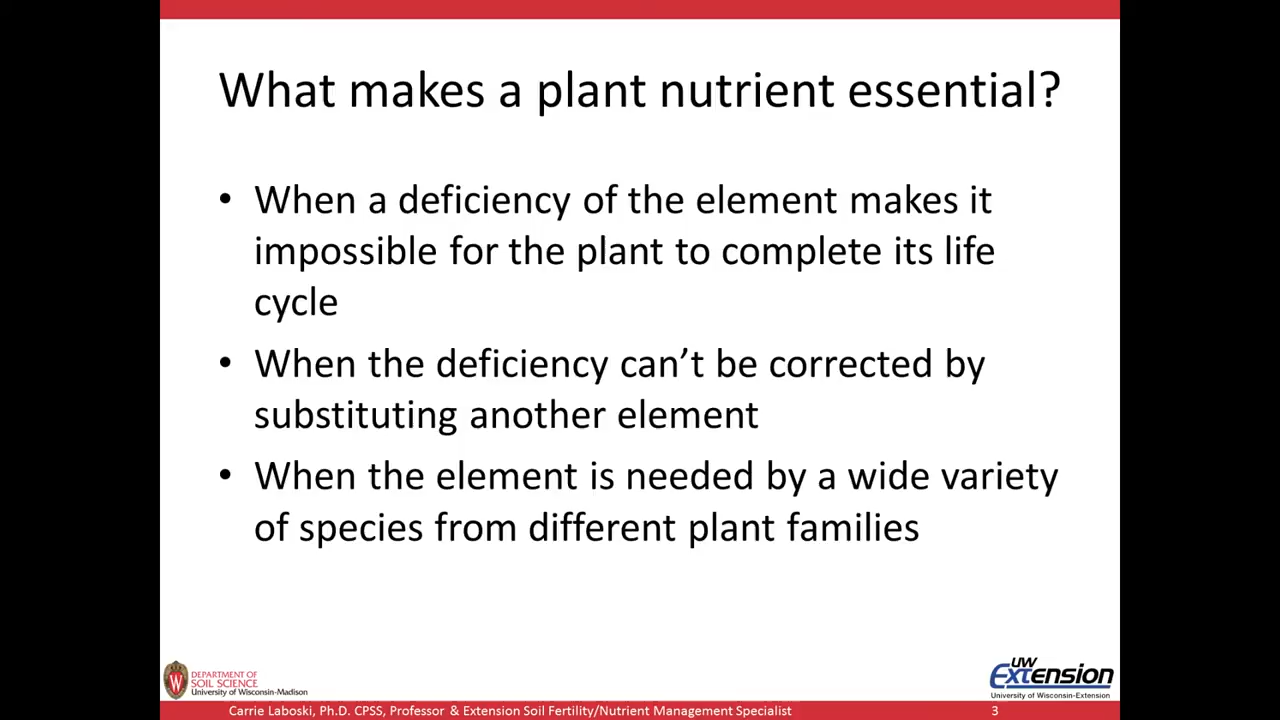 What makes a plant nutrient essential?
• When a deficiency of the element makes it
impossible for the plant to complete its life
cycle
• When the deficiency can’t be corrected by
substituting another element
• When the element is needed by a wide variety
of species from different plant families
DEPARTMENT OF
SOIL SCIENCE
University of Wisconsin-Madison
UW
Extension
University of Wisconsin-Extension
Carrie Laboski, Ph.D. CPSS, Professor & Extension Soil Fertility/Nutrient Management Specialist
3